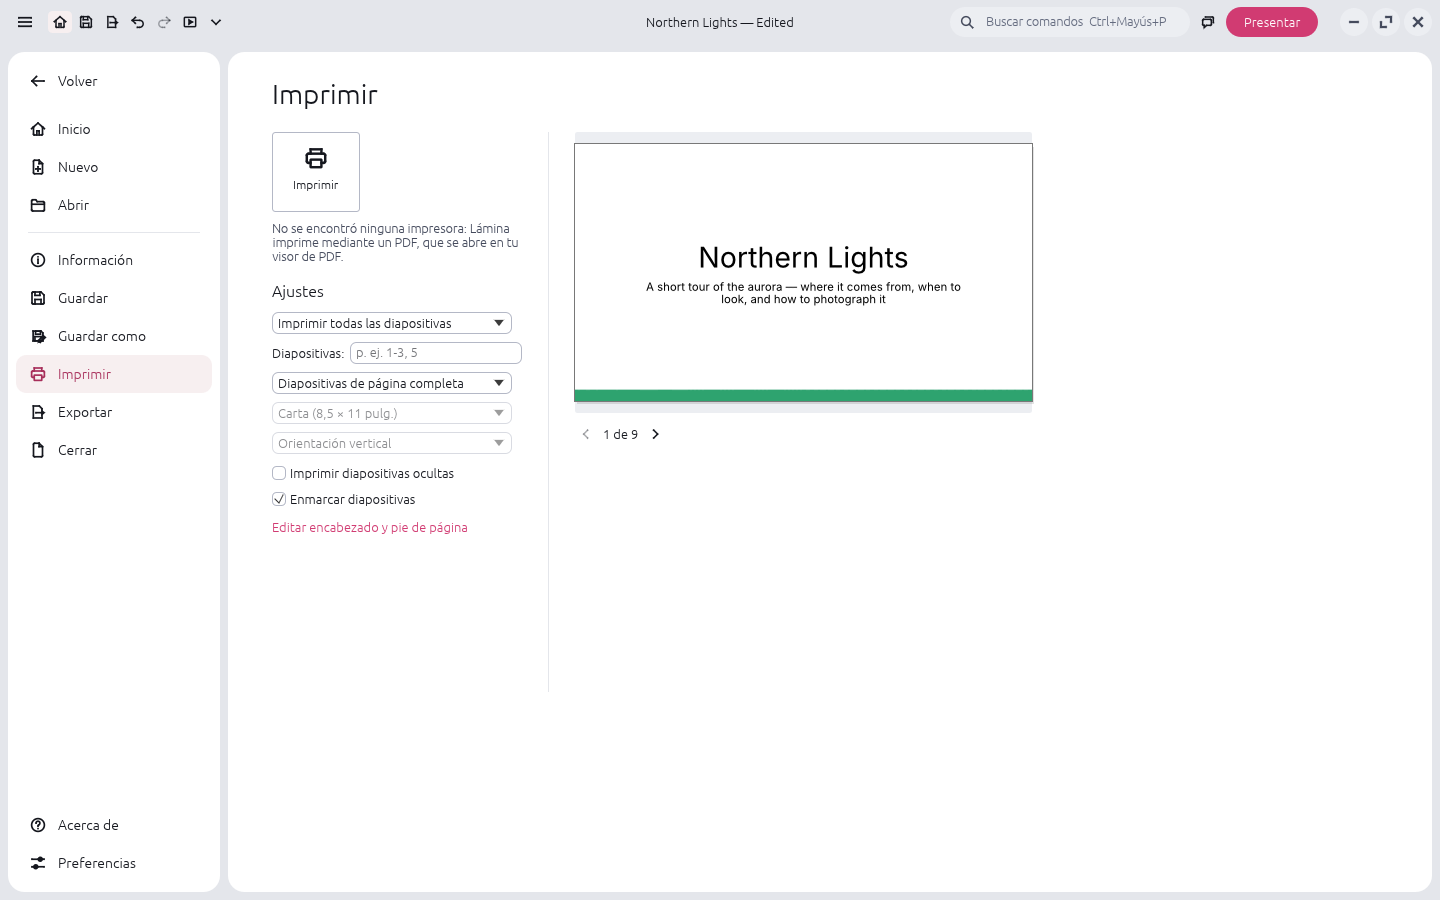 Northern Lights — Edited
Buscar comandos Ctrl+Mayús+P
Presentar
Volver
Inicio
Nuevo
Abrir
Información
Guardar
Guardar como
Imprimir
Exportar
Cerrar
Acerca de
Preferencias
Imprimir
Imprimir
No se encontró ninguna impresora: Lámina
imprime mediante un PDF, que se abre en tu
visor de PDF.
Ajustes
Imprimir todas las diapositivas
Diapositivas: p. ej. 1-3, 5
Diapositivas de página completa
Carta (8,5 × 11 pulg.)
Orientación vertical
Imprimir diapositivas ocultas
Enmarcar diapositivas
Editar encabezado y pie de página
Northern Lights
A short tour of the aurora — where it comes from, when to
look, and how to photograph it
1 de 9